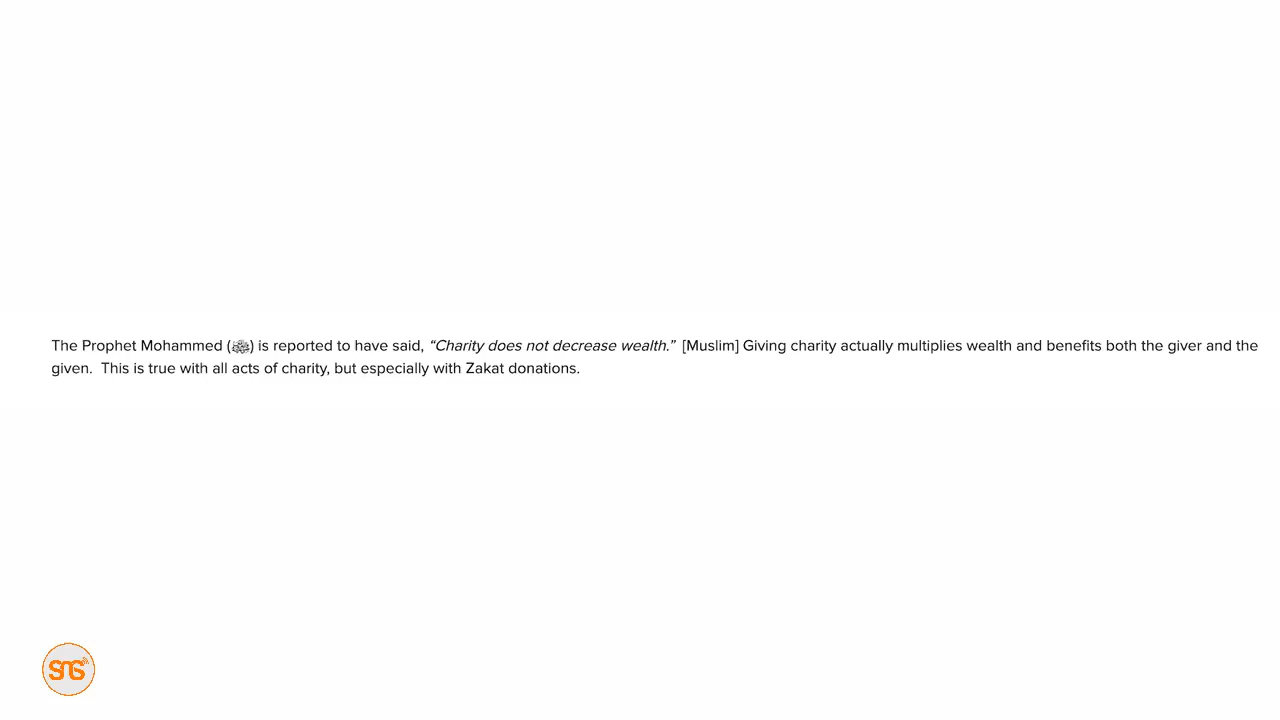 The Prophet Mohammed (ﷺ) is reported to have said, “Charity does not decrease wealth.” [Muslim] Giving charity actually multiplies wealth and benefits both the giver and the
given.  This is true with all acts of charity, but especially with Zakat donations.
SNS